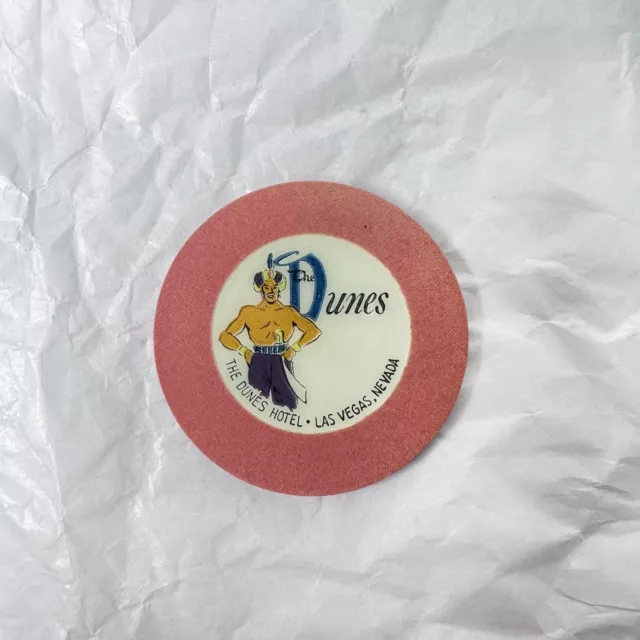 The Dunes
THE DUNES HOTEL • LAS VEGAS, NEVADA